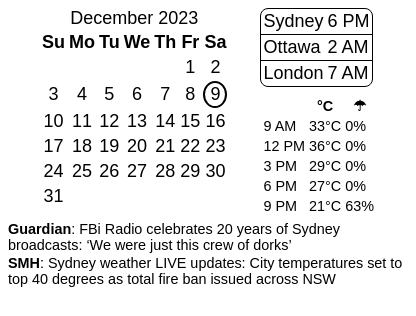 December 2023
Su Mo Tu We Th Fr Sa
1 2
3 4 5 6 7 8 9
10 11 12 13 14 15 16
17 18 19 20 21 22 23
24 25 26 27 28 29 30
31
Sydney 6 PM
Ottawa 2 AM
London 7 AM
°C ☂
9 AM 33°C 0%
12 PM 36°C 0%
3 PM 29°C 0%
6 PM 27°C 0%
9 PM 21°C 63%
Guardian: FBi Radio celebrates 20 years of Sydney
broadcasts: ‘We were just this crew of dorks’
SMH: Sydney weather LIVE updates: City temperatures set to
top 40 degrees as total fire ban issued across NSW